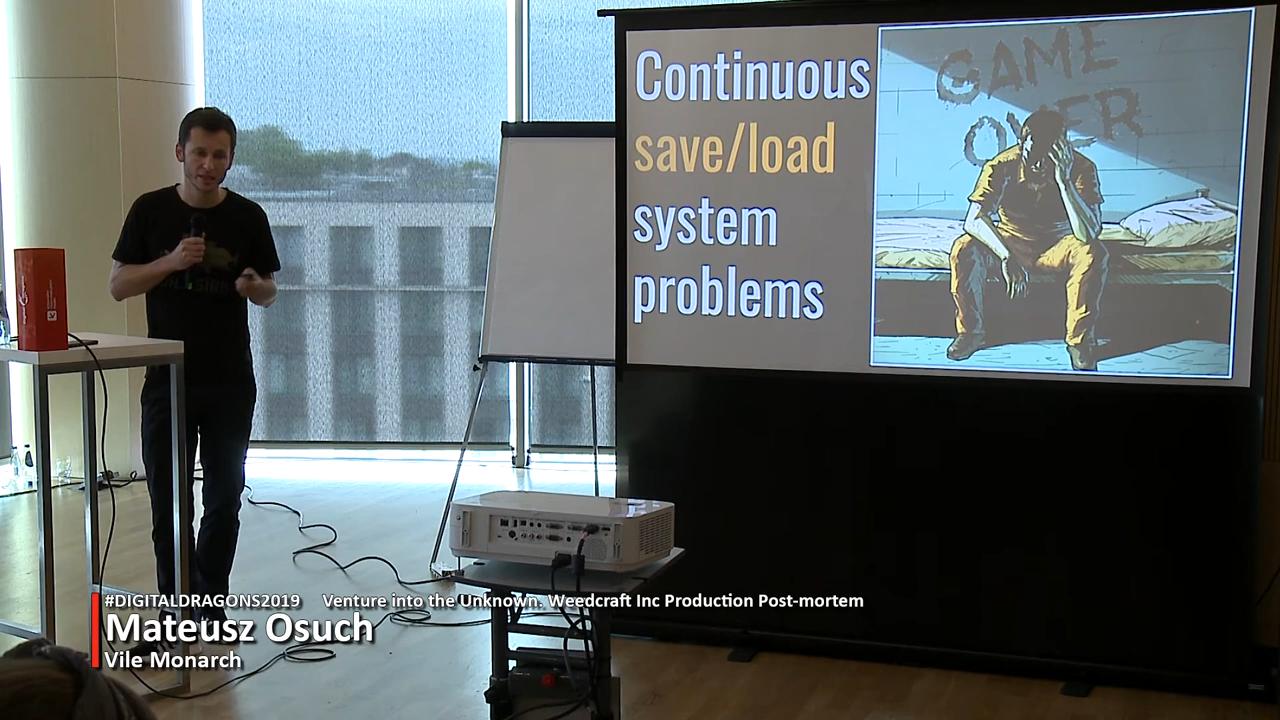 Continuous
save/load
system
problems
GAME
OVER
#DIGITALDRAGONS2019 Venture into the Unknown. Weedcraft Inc Production Post-mortem
Mateusz Osuch
Vile Monarch